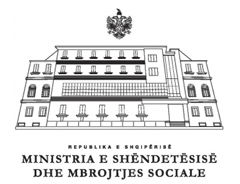 REPUBLIKA E SHQIPËRISË
MINISTRIA E SHËNDETËSISË
DHE MBROJTJES SOCIALE